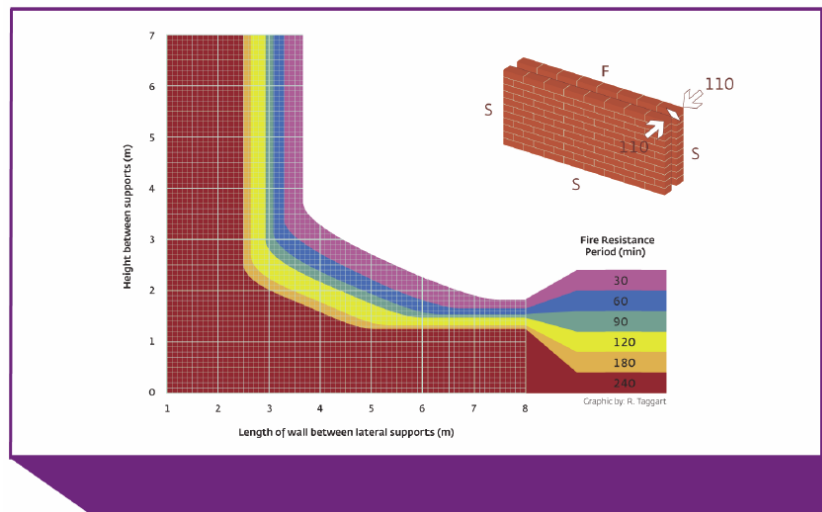 7
6
5
4
3
2
1
0
Height between supports (m)
1 2 3 4 5 6 7 8
Length of wall between lateral supports (m)
F
110
S
110
S
S
Fire Resistance
Period (min)
30
60
90
120
180
240
Graphic by: R. Taggart